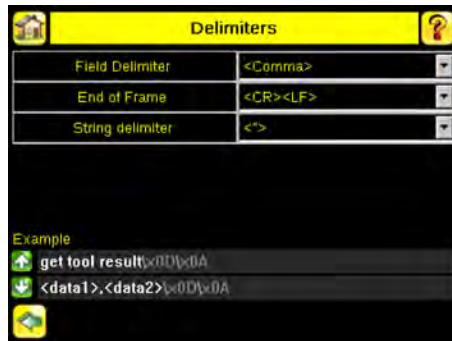 Delimiters
Field Delimiter <Comma>
End of Frame <CR><LF>
String delimiter <">
Example
get tool result\x0D\x0A
<data1>,<data2>\x0D\x0A